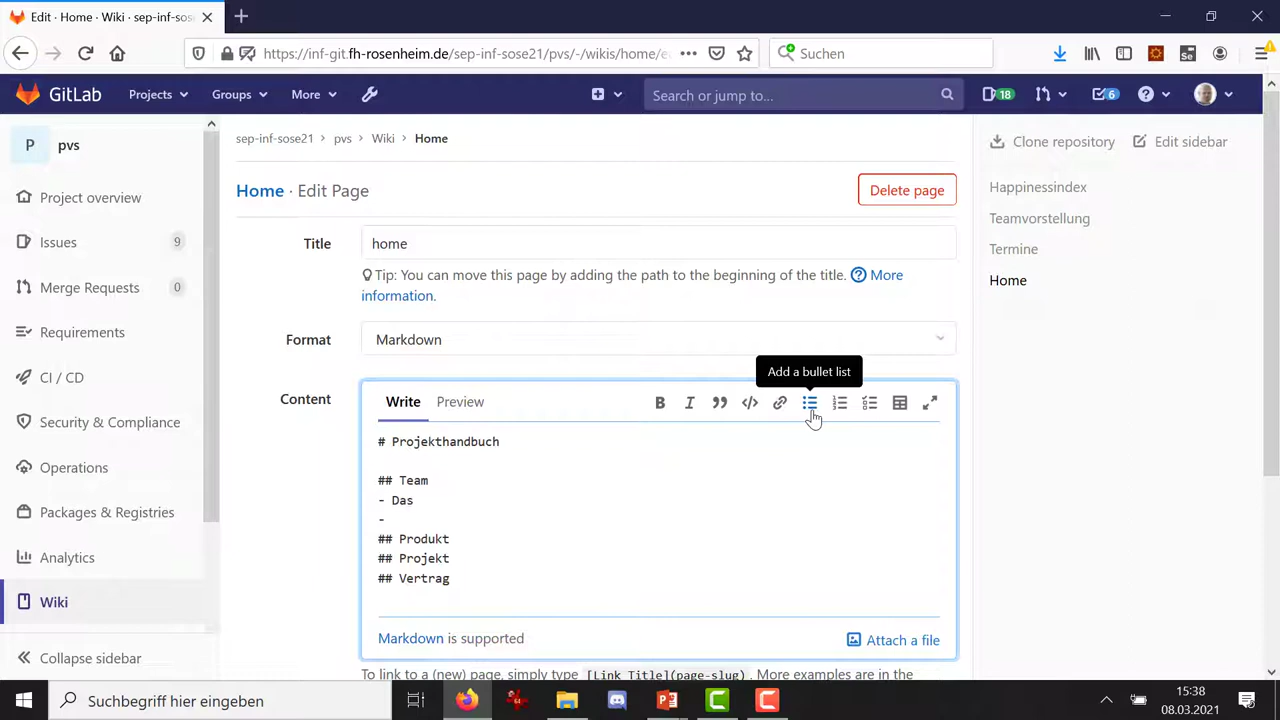 Edit · Home · Wiki · sep-inf-sose
https://inf-git.fh-rosenheim.de/sep-inf-sose21/pvs/-/wikis/home/e
Suchen
GitLab
Projects
Groups
More
Search or jump to...
18
6
P
pvs
Project overview
Issues
9
Merge Requests
0
Requirements
CI / CD
Security & Compliance
Operations
Packages & Registries
Analytics
Wiki
Collapse sidebar
sep-inf-sose21 › pvs › Wiki › Home
Home · Edit Page
Delete page
Title
home
Tip: You can move this page by adding the path to the beginning of the title. More
information.
Format
Markdown
Add a bullet list
Content
Write
Preview
# Projekthandbuch
## Team
- Das
-
## Produkt
## Projekt
## Vertrag
Markdown is supported
Attach a file
To link to a (new) page, simply type [Link Title](page-slug). More examples are in the
Clone repository
Edit sidebar
Happinessindex
Teamvorstellung
Termine
Home
Suchbegriff hier eingeben
15:38
08.03.2021